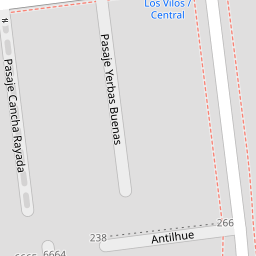 Los Vilos /
Central
Pasaje Yerbas Buenas
Pasaje Cancha Rayada
266
238
Antilhue
6664